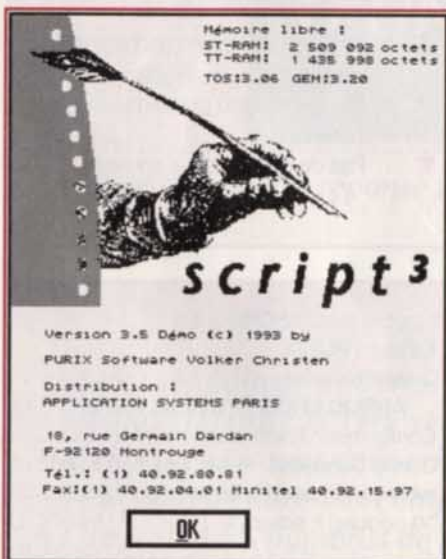 Mémoire libre :
ST-RAM: 2 509 092 octets
TT-RAM: 1 435 998 octets
TOS:3.06 GEM:3.20
script³
Version 3.5 Démo (c) 1993 by
PURIX Software Volker Christen
Distribution :
APPLICATION SYSTEMS PARIS
18, rue Germain Dardan
F-92120 Montrouge
Tél.: (1) 40.92.80.81
Fax:(1) 40.92.04.01 Minitel 40.92.15.97
OK